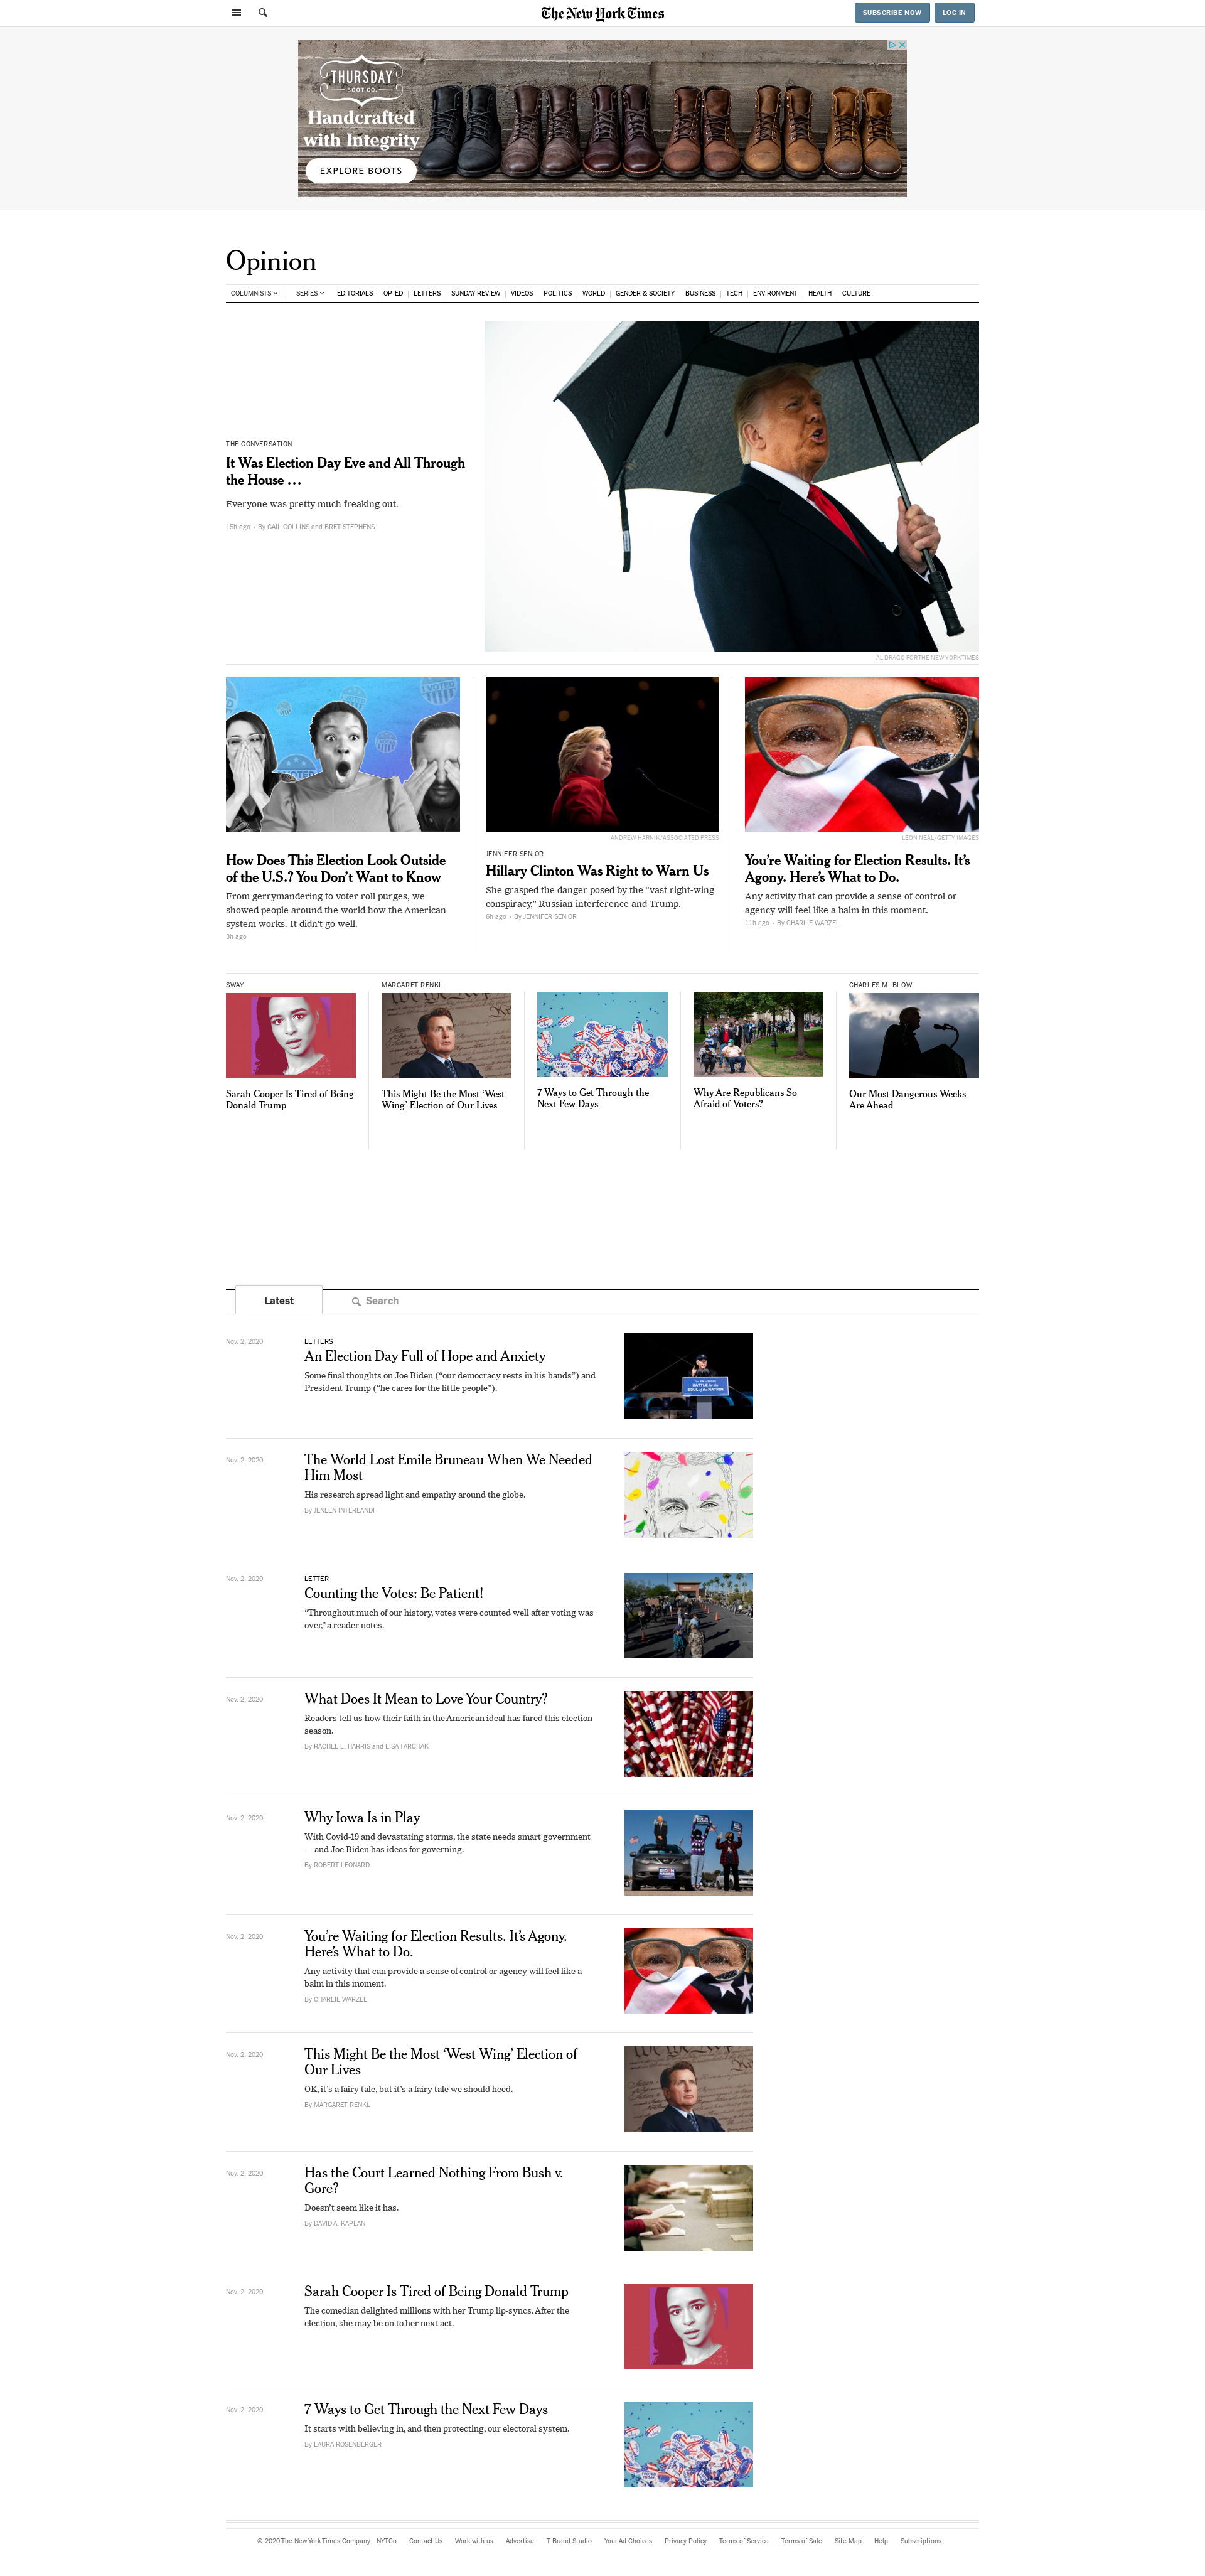 The New York Times
SUBSCRIBE NOW
LOG IN
THURSDAY
BOOT CO.
Handcrafted
with Integrity
EXPLORE BOOTS
Opinion
COLUMNISTS
SERIES
EDITORIALS
OP-ED
LETTERS
SUNDAY REVIEW
VIDEOS
POLITICS
WORLD
GENDER & SOCIETY
BUSINESS
TECH
ENVIRONMENT
HEALTH
CULTURE
THE CONVERSATION
It Was Election Day Eve and All Through
the House …
Everyone was pretty much freaking out.
15h ago · By GAIL COLLINS and BRET STEPHENS
AL DRAGO FOR THE NEW YORK TIMES
How Does This Election Look Outside
of the U.S.? You Don’t Want to Know
From gerrymandering to voter roll purges, we
showed people around the world how the American
system works. It didn’t go well.
3h ago
ANDREW HARNIK/ASSOCIATED PRESS
JENNIFER SENIOR
Hillary Clinton Was Right to Warn Us
She grasped the danger posed by the “vast right-wing
conspiracy,” Russian interference and Trump.
6h ago · By JENNIFER SENIOR
LEON NEAL/GETTY IMAGES
You’re Waiting for Election Results. It’s
Agony. Here’s What to Do.
Any activity that can provide a sense of control or
agency will feel like a balm in this moment.
11h ago · By CHARLIE WARZEL
SWAY
Sarah Cooper Is Tired of Being
Donald Trump
MARGARET RENKL
This Might Be the Most ‘West
Wing’ Election of Our Lives
7 Ways to Get Through the
Next Few Days
Why Are Republicans So
Afraid of Voters?
CHARLES M. BLOW
Our Most Dangerous Weeks
Are Ahead
Latest
Search
Nov. 2, 2020
LETTERS
An Election Day Full of Hope and Anxiety
Some final thoughts on Joe Biden (“our democracy rests in his hands”) and
President Trump (“he cares for the little people”).
BATTLE for the
SOUL of the NATION
Nov. 2, 2020
The World Lost Emile Bruneau When We Needed
Him Most
His research spread light and empathy around the globe.
By JENEEN INTERLANDI
Nov. 2, 2020
LETTER
Counting the Votes: Be Patient!
“Throughout much of our history, votes were counted well after voting was
over,” a reader notes.
Nov. 2, 2020
What Does It Mean to Love Your Country?
Readers tell us how their faith in the American ideal has fared this election
season.
By RACHEL L. HARRIS and LISA TARCHAK
Nov. 2, 2020
Why Iowa Is in Play
With Covid-19 and devastating storms, the state needs smart government
— and Joe Biden has ideas for governing.
By ROBERT LEONARD
Nov. 2, 2020
You’re Waiting for Election Results. It’s Agony.
Here’s What to Do.
Any activity that can provide a sense of control or agency will feel like a
balm in this moment.
By CHARLIE WARZEL
Nov. 2, 2020
This Might Be the Most ‘West Wing’ Election of
Our Lives
OK, it’s a fairy tale, but it’s a fairy tale we should heed.
By MARGARET RENKL
Nov. 2, 2020
Has the Court Learned Nothing From Bush v.
Gore?
Doesn’t seem like it has.
By DAVID A. KAPLAN
Nov. 2, 2020
Sarah Cooper Is Tired of Being Donald Trump
The comedian delighted millions with her Trump lip-syncs. After the
election, she may be on to her next act.
Nov. 2, 2020
7 Ways to Get Through the Next Few Days
It starts with believing in, and then protecting, our electoral system.
By LAURA ROSENBERGER
© 2020 The New York Times Company NYTCo Contact Us Work with us Advertise T Brand Studio Your Ad Choices Privacy Policy Terms of Service Terms of Sale Site Map Help Subscriptions